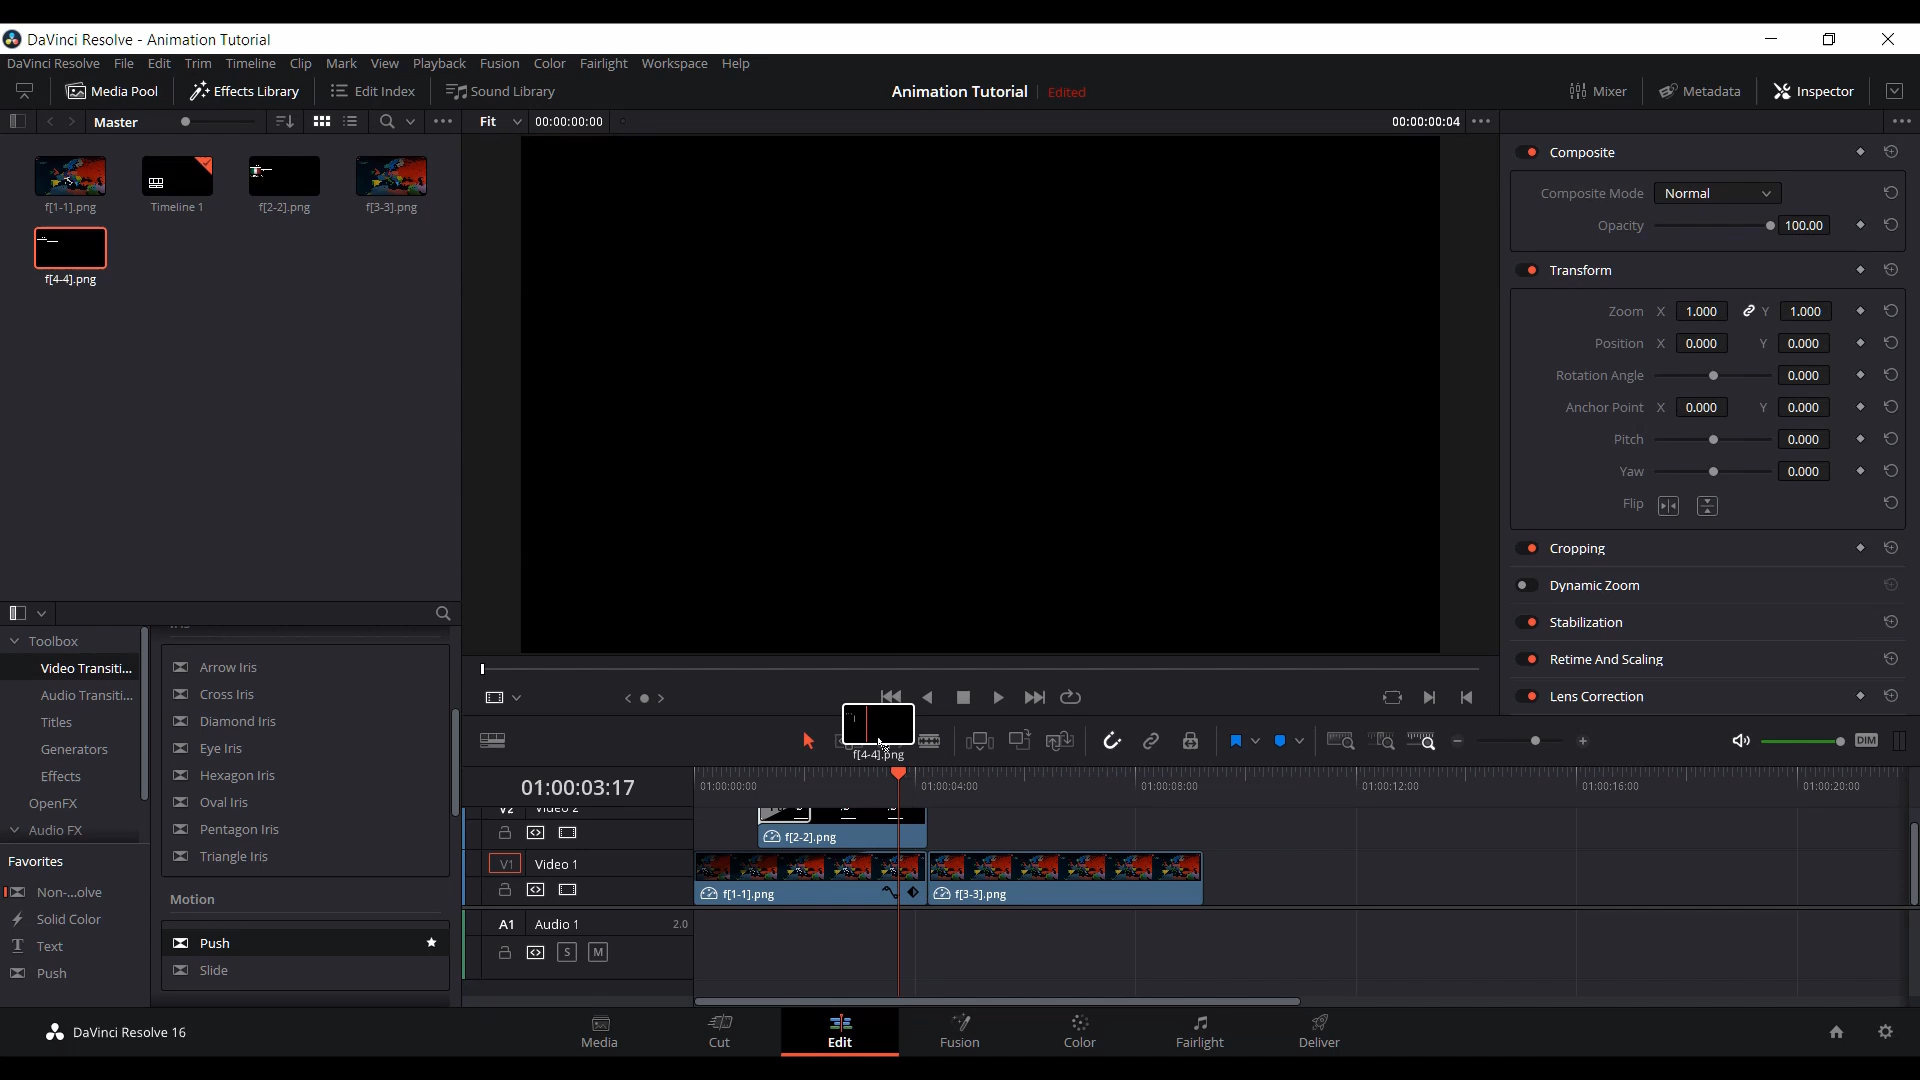 DaVinci Resolve - Animation Tutorial
DaVinci Resolve File Edit Trim Timeline Clip Mark View Playback Fusion Color Fairlight Workspace Help
Media Pool Effects Library Edit Index Sound Library Animation Tutorial Edited Mixer Metadata Inspector
Master Fit 00:00:00:00 00:00:00:04
f[1-1].png Timeline 1 f[2-2].png f[3-3].png
f[4-4].png
Composite
Composite Mode Normal
Opacity 100.00
Transform
Zoom X 1.000 Y 1.000
Position X 0.000 Y 0.000
Rotation Angle 0.000
Anchor Point X 0.000 Y 0.000
Pitch 0.000
Yaw 0.000
Flip
Cropping
Dynamic Zoom
Stabilization
Retime And Scaling
Lens Correction
Toolbox
Video Transiti...
Audio Transiti...
Titles
Generators
Effects
OpenFX
Audio FX
Favorites
Non-...olve
Solid Color
Text
Push
Arrow Iris
Cross Iris
Diamond Iris
Eye Iris
Hexagon Iris
Oval Iris
Pentagon Iris
Triangle Iris
Motion
Push
Slide
f[4-4].png
DIM
01:00:03:17 01:00:00:00 01:00:04:00 01:00:08:00 01:00:12:00 01:00:16:00 01:00:20:00
V2 Video 2
f[2-2].png
V1 Video 1
f[1-1].png f[3-3].png
A1 Audio 1 2.0
S M
DaVinci Resolve 16
Media Cut Edit Fusion Color Fairlight Deliver